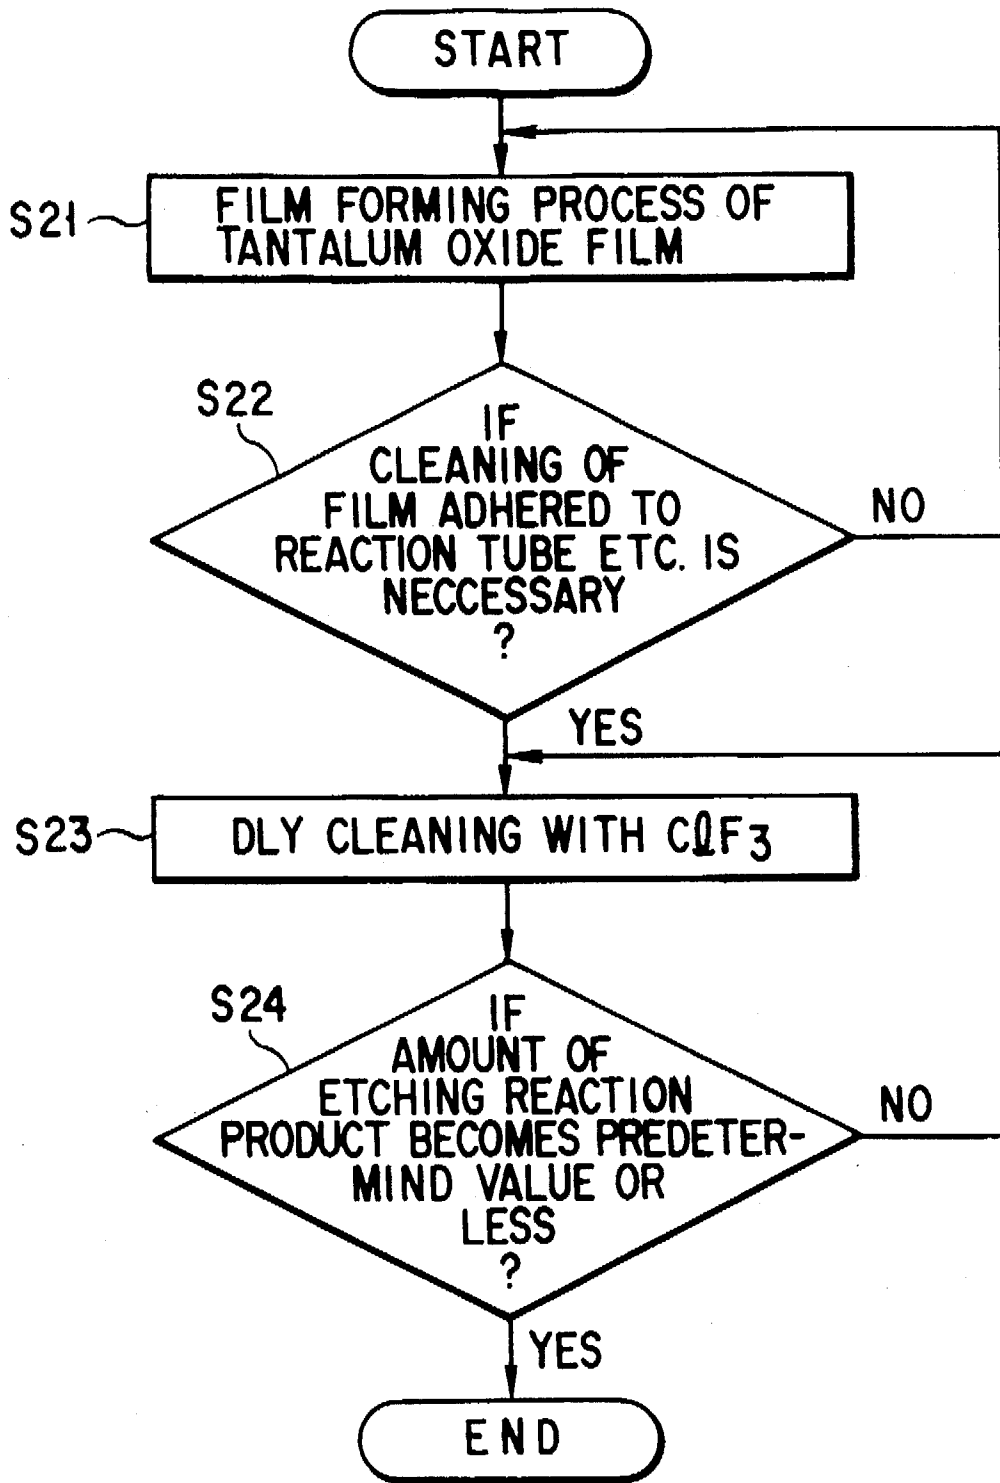 START
S21
FILM FORMING PROCESS OF
TANTALUM OXIDE FILM
S22
IF
CLEANING OF
FILM ADHERED TO
REACTION TUBE ETC. IS
NECCESSARY
?
NO
YES
S23
DLY CLEANING WITH CℓF3
S24
IF
AMOUNT OF
ETCHING REACTION
PRODUCT BECOMES PREDETER-
MIND VALUE OR
LESS
?
NO
YES
END